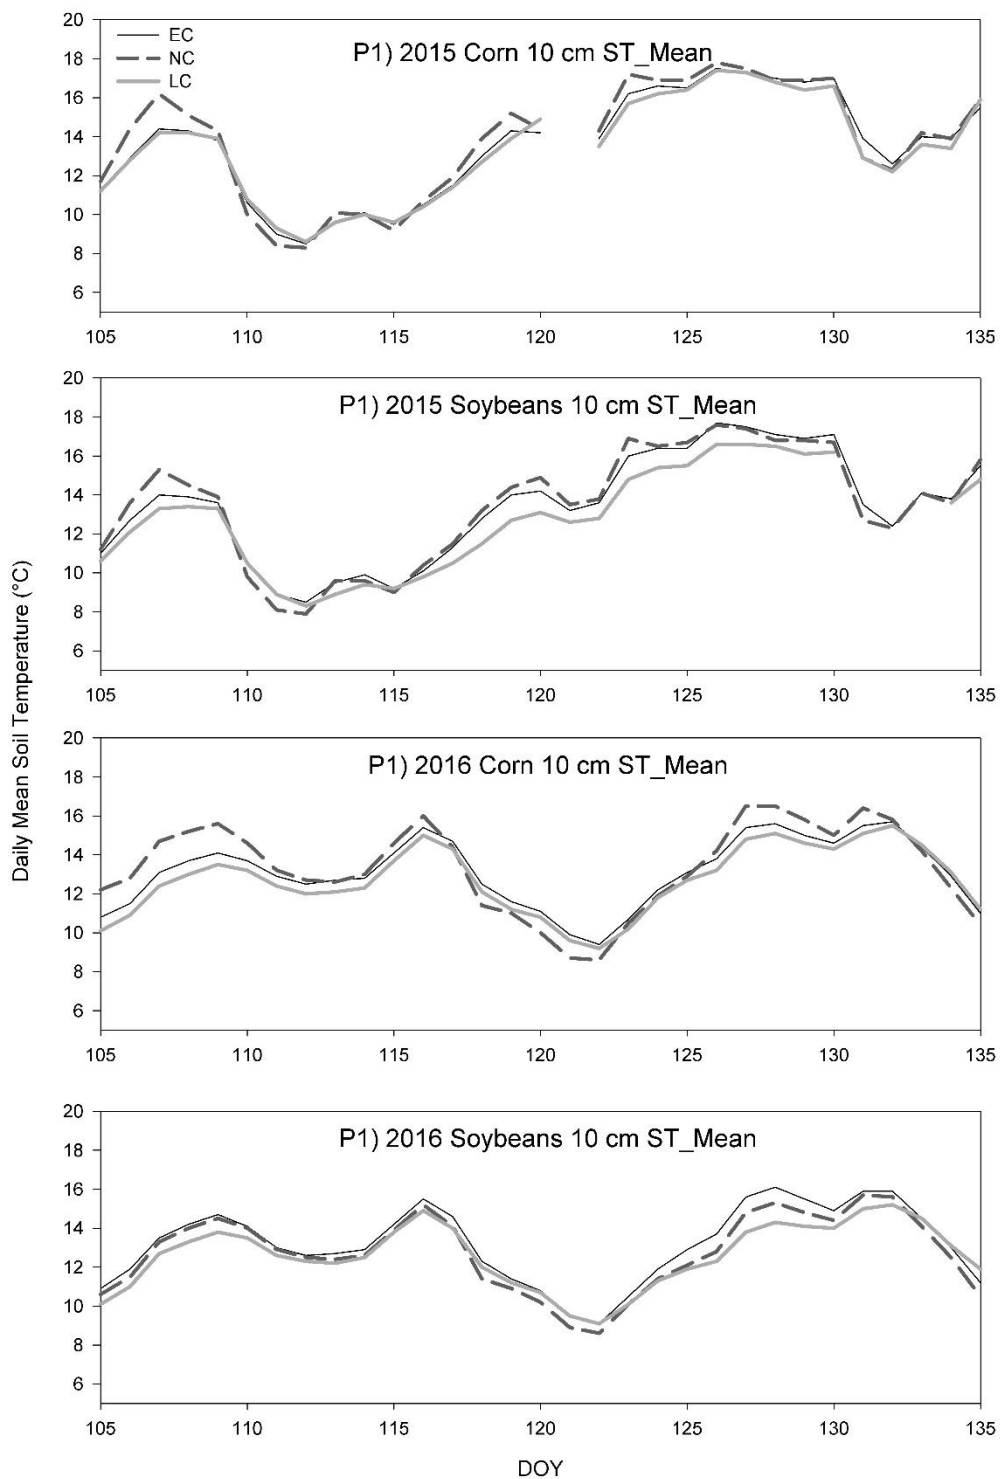 20
18
16
14
12
10
8
6
EC
NC
LC
P1) 2015 Corn 10 cm ST_Mean
105 110 115 120 125 130 135
20
18
16
14
12
10
8
6
P1) 2015 Soybeans 10 cm ST_Mean
105 110 115 120 125 130 135
Daily Mean Soil Temperature (°C)
20
18
16
14
12
10
8
6
P1) 2016 Corn 10 cm ST_Mean
105 110 115 120 125 130 135
20
18
16
14
12
10
8
6
P1) 2016 Soybeans 10 cm ST_Mean
105 110 115 120 125 130 135
DOY